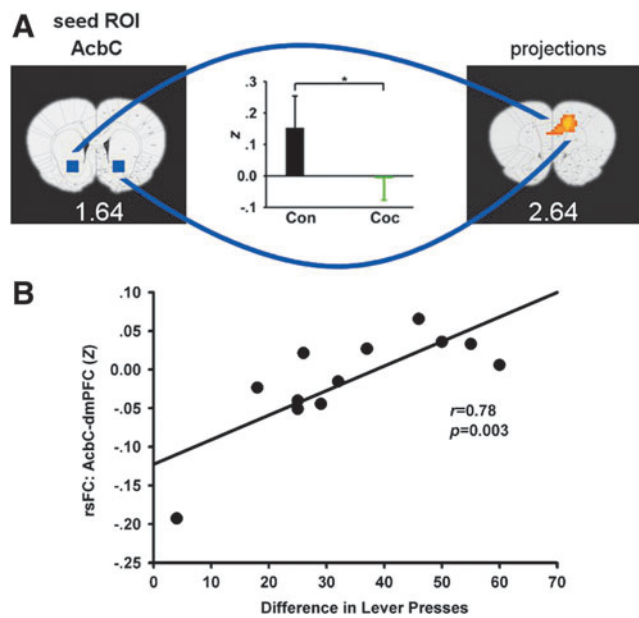 A
seed ROI
AcbC
projections
1.64
2.64
*
.3
.2
.1
0.0
-.1
z
Con
Coc
B
.10
.05
0.00
-.05
-.10
-.15
-.20
-.25
rsFC: AcbC-dmPFC (Z)
r=0.78
p=0.003
0 10 20 30 40 50 60 70
Difference in Lever Presses